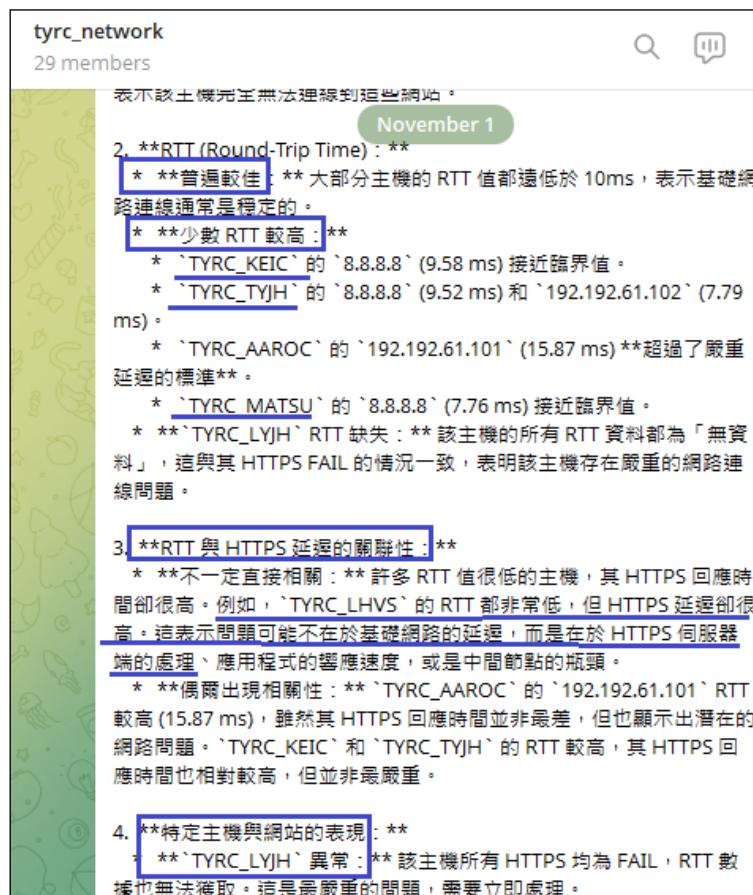 tyrc_network
29 members
表示該主機完全無法連線到這些網站。
November 1
2. **RTT (Round-Trip Time)：**
* **普遍較佳：** 大部分主機的 RTT 值都遠低於 10ms，表示基礎網
路連線通常是穩定的。
* **少數 RTT 較高：**
* `TYRC_KEIC` 的 `8.8.8.8` (9.58 ms) 接近臨界值。
* `TYRC_TYJH` 的 `8.8.8.8` (9.52 ms) 和 `192.192.61.102` (7.79
ms)。
* `TYRC_AAROC` 的 `192.192.61.101` (15.87 ms) **超過了嚴重
延遲的標準**。
* `TYRC_MATSU` 的 `8.8.8.8` (7.76 ms) 接近臨界值。
* **`TYRC_LYJH` RTT 缺失：** 該主機的所有 RTT 資料都為「無資
料」，這與其 HTTPS FAIL 的情況一致，表明該主機存在嚴重的網路連
線問題。
3. **RTT 與 HTTPS 延遲的關聯性：**
* **不一定直接相關：** 許多 RTT 值很低的主機，其 HTTPS 回應時
間卻很高。例如，`TYRC_LHVS` 的 RTT 都非常低，但 HTTPS 延遲卻很
高。這表示問題可能不在於基礎網路的延遲，而是在於 HTTPS 伺服器
端的處理、應用程式的響應速度，或是中間節點的瓶頸。
* **偶爾出現相關性：** `TYRC_AAROC` 的 `192.192.61.101` RTT
較高 (15.87 ms)，雖然其 HTTPS 回應時間並非最差，但也顯示出潛在的
網路問題。`TYRC_KEIC` 和 `TYRC_TYJH` 的 RTT 較高，其 HTTPS 回
應時間也相對較高，但並非最嚴重。
4. **特定主機與網站的表現：**
* **`TYRC_LYJH` 異常：** 該主機所有 HTTPS 均為 FAIL，RTT 數
據也無法獲取。這是最嚴重的問題，需要立即處理。